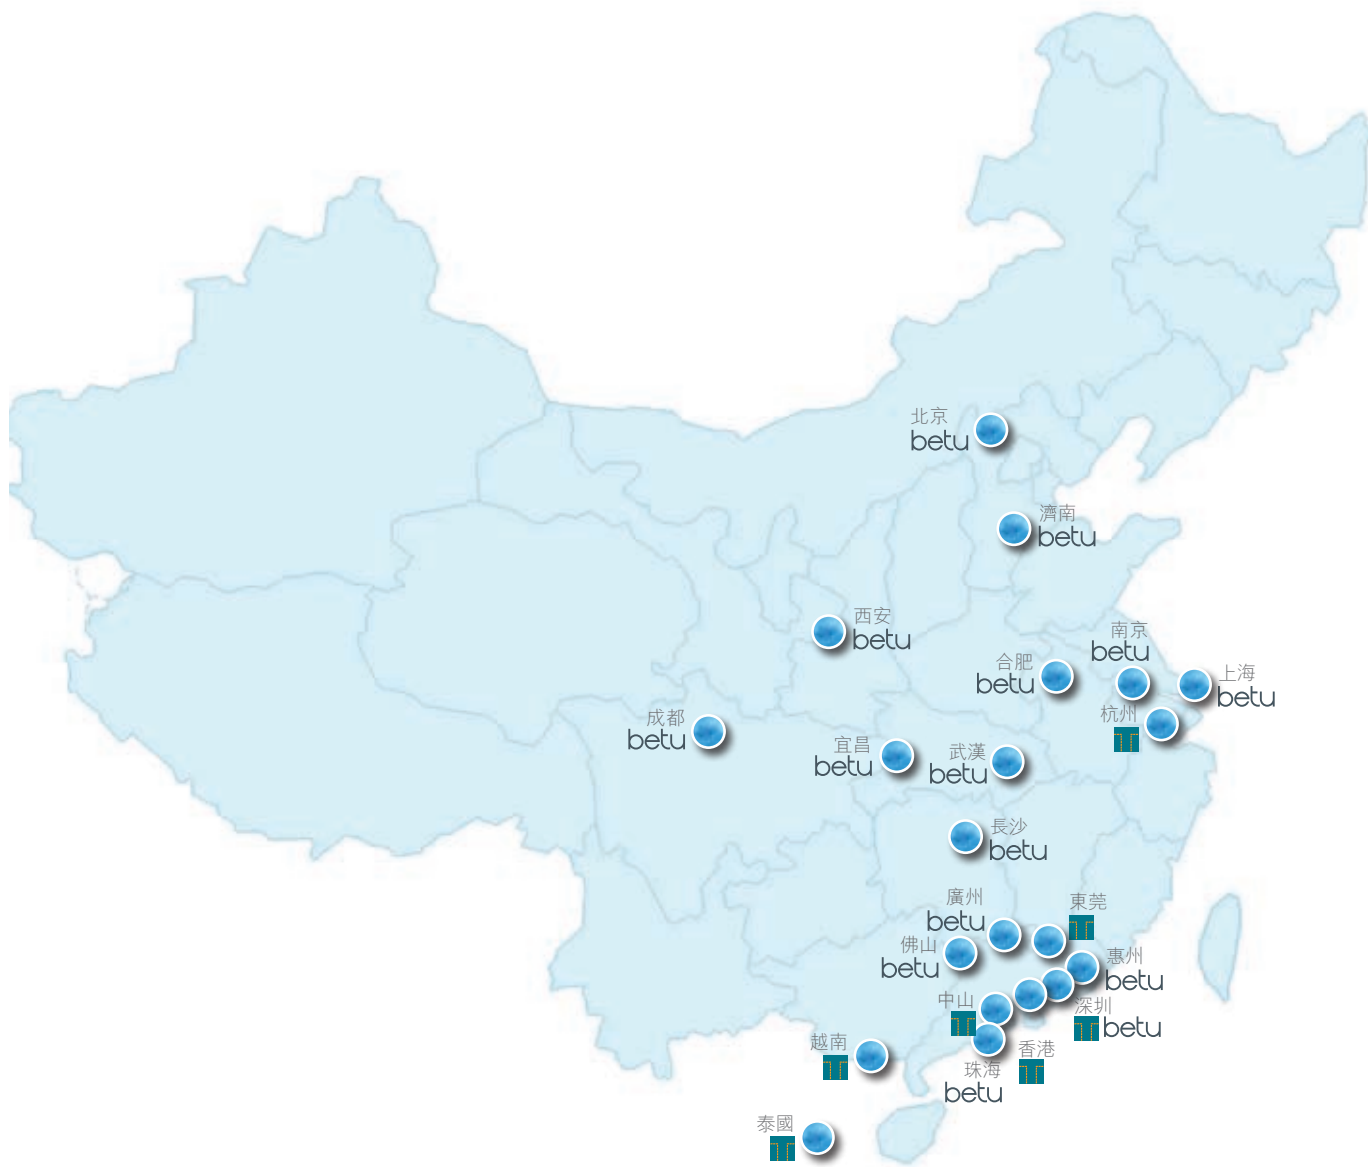 北京
betu
濟南
betu
西安
betu
南京
betu
合肥
betu
上海
betu
杭州
成都
betu
宜昌
betu
武漢
betu
長沙
betu
廣州
betu
東莞
佛山
betu
惠州
betu
中山
深圳
betu
越南
香港
珠海
betu
泰國